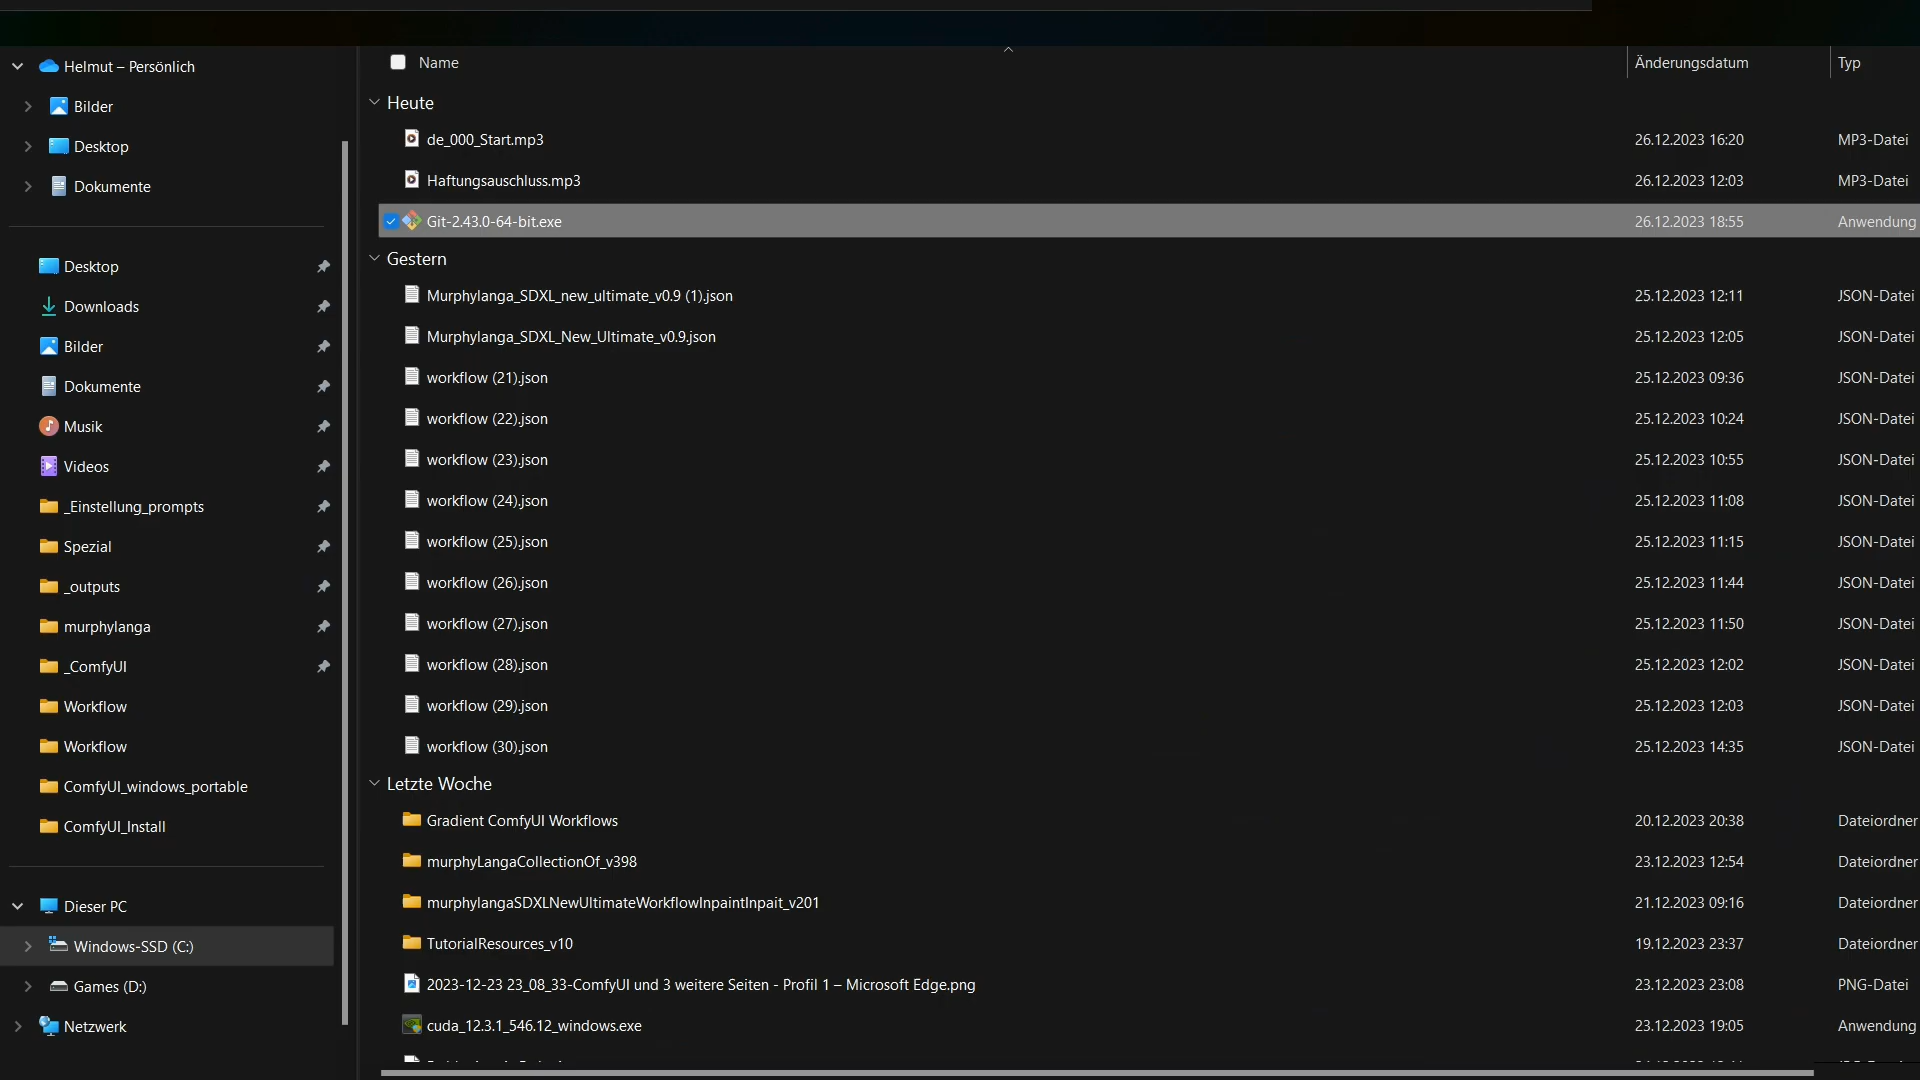 Helmut – Persönlich
Bilder
Desktop
Dokumente
Desktop
Downloads
Bilder
Dokumente
Musik
Videos
_Einstellung_prompts
Spezial
_outputs
murphylanga
_ComfyUI
Workflow
Workflow
ComfyUI_windows_portable
ComfyUI_Install
Dieser PC
Windows-SSD (C:)
Games (D:)
Netzwerk
Name Änderungsdatum Typ
Heute
de_000_Start.mp3 26.12.2023 16:20 MP3-Datei
Haftungsauschluss.mp3 26.12.2023 12:03 MP3-Datei
Git-2.43.0-64-bit.exe 26.12.2023 18:55 Anwendung
Gestern
Murphylanga_SDXL_new_ultimate_v0.9 (1).json 25.12.2023 12:11 JSON-Datei
Murphylanga_SDXL_New_Ultimate_v0.9.json 25.12.2023 12:05 JSON-Datei
workflow (21).json 25.12.2023 09:36 JSON-Datei
workflow (22).json 25.12.2023 10:24 JSON-Datei
workflow (23).json 25.12.2023 10:55 JSON-Datei
workflow (24).json 25.12.2023 11:08 JSON-Datei
workflow (25).json 25.12.2023 11:15 JSON-Datei
workflow (26).json 25.12.2023 11:44 JSON-Datei
workflow (27).json 25.12.2023 11:50 JSON-Datei
workflow (28).json 25.12.2023 12:02 JSON-Datei
workflow (29).json 25.12.2023 12:03 JSON-Datei
workflow (30).json 25.12.2023 14:35 JSON-Datei
Letzte Woche
Gradient ComfyUI Workflows 20.12.2023 20:38 Dateiordner
murphyLangaCollectionOf_v398 23.12.2023 12:54 Dateiordner
murphylangaSDXLNewUltimateWorkflowInpaintInpait_v201 21.12.2023 09:16 Dateiordner
TutorialResources_v10 19.12.2023 23:37 Dateiordner
2023-12-23 23_08_33-ComfyUI und 3 weitere Seiten - Profil 1 – Microsoft Edge.png 23.12.2023 23:08 PNG-Datei
cuda_12.3.1_546.12_windows.exe 23.12.2023 19:05 Anwendung